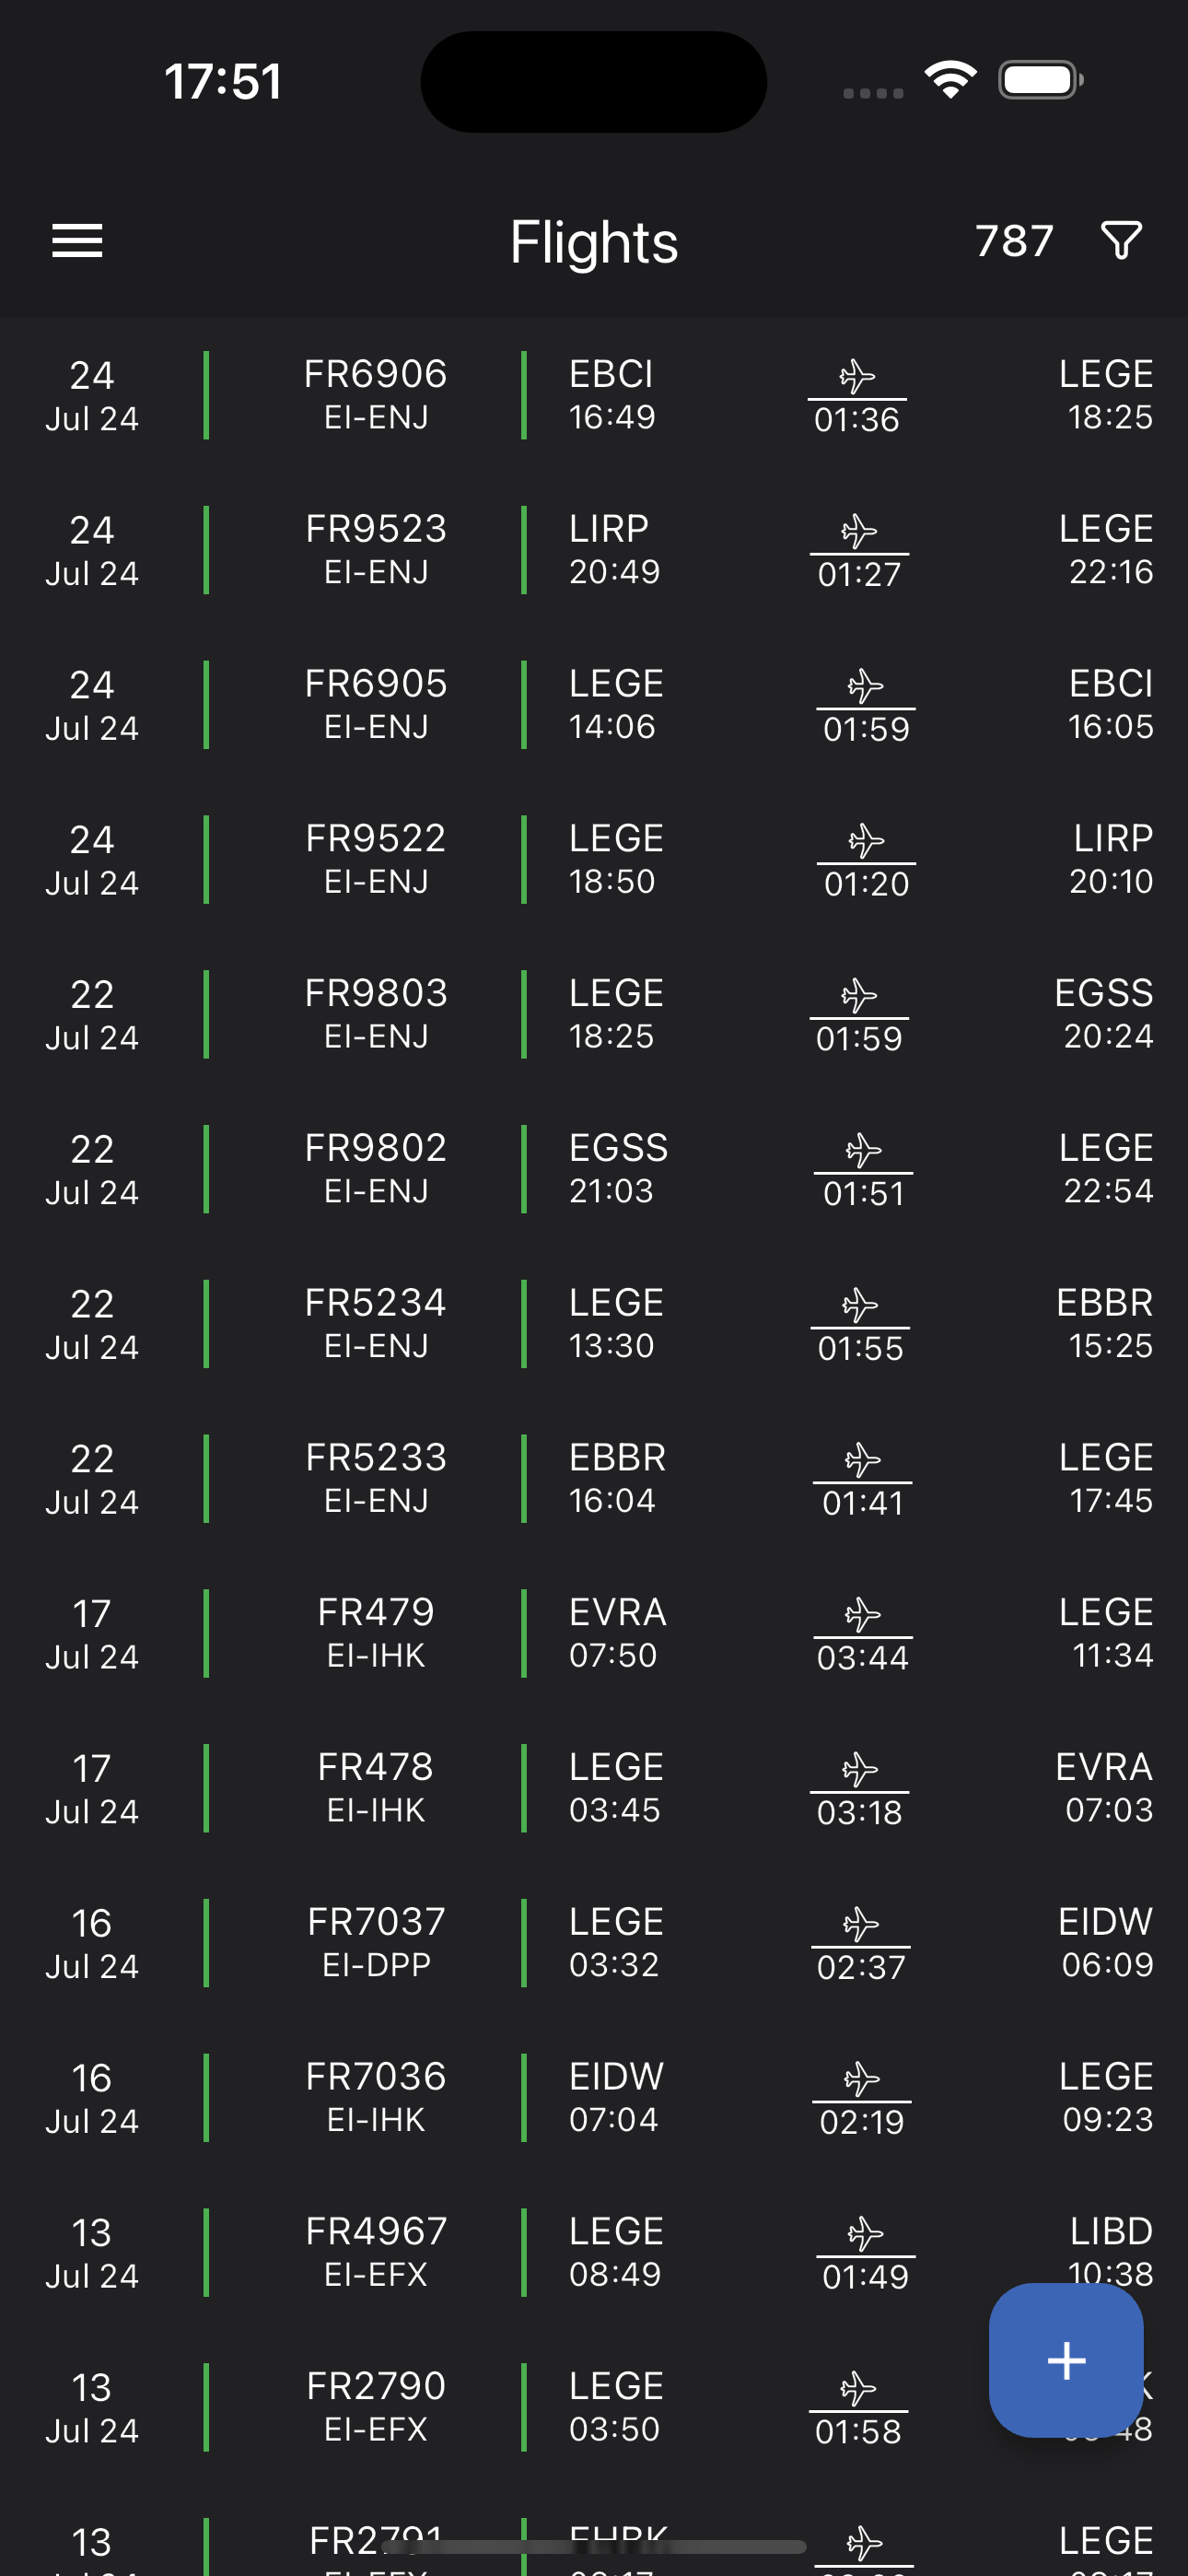 17:51
Flights 787
24 FR6906 EBCI LEGE
Jul 24 EI-ENJ 16:49 01:36 18:25
24 FR9523 LIRP LEGE
Jul 24 EI-ENJ 20:49 01:27 22:16
24 FR6905 LEGE EBCI
Jul 24 EI-ENJ 14:06 01:59 16:05
24 FR9522 LEGE LIRP
Jul 24 EI-ENJ 18:50 01:20 20:10
22 FR9803 LEGE EGSS
Jul 24 EI-ENJ 18:25 01:59 20:24
22 FR9802 EGSS LEGE
Jul 24 EI-ENJ 21:03 01:51 22:54
22 FR5234 LEGE EBBR
Jul 24 EI-ENJ 13:30 01:55 15:25
22 FR5233 EBBR LEGE
Jul 24 EI-ENJ 16:04 01:41 17:45
17 FR479 EVRA LEGE
Jul 24 EI-IHK 07:50 03:44 11:34
17 FR478 LEGE EVRA
Jul 24 EI-IHK 03:45 03:18 07:03
16 FR7037 LEGE EIDW
Jul 24 EI-DPP 03:32 02:37 06:09
16 FR7036 EIDW LEGE
Jul 24 EI-IHK 07:04 02:19 09:23
13 FR4967 LEGE LIBD
Jul 24 EI-EFX 08:49 01:49 10:38
13 FR2790 LEGE
Jul 24 EI-EFX 03:50 01:58
13 FR2791 LEGE